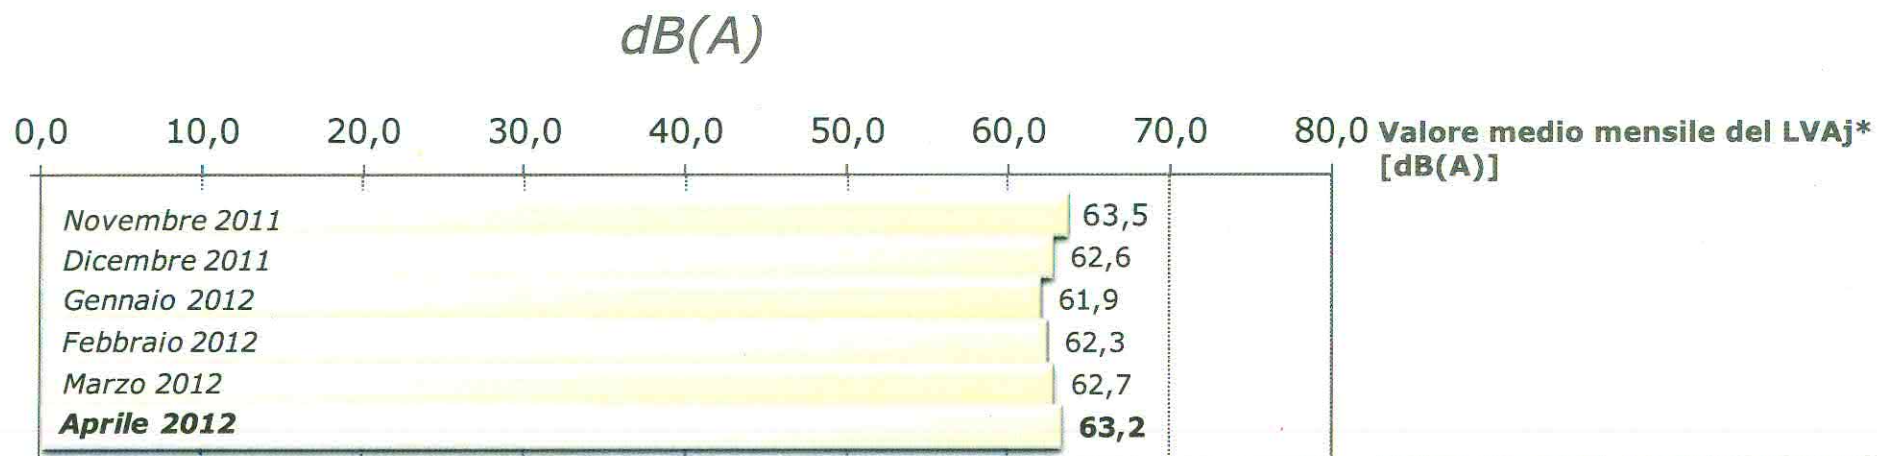 dB(A)
0,0 10,0 20,0 30,0 40,0 50,0 60,0 70,0 80,0 Valore medio mensile del LVAj*
[dB(A)]
Novembre 2011 63,5
Dicembre 2011 62,6
Gennaio 2012 61,9
Febbraio 2012 62,3
Marzo 2012 62,7
Aprile 2012 63,2